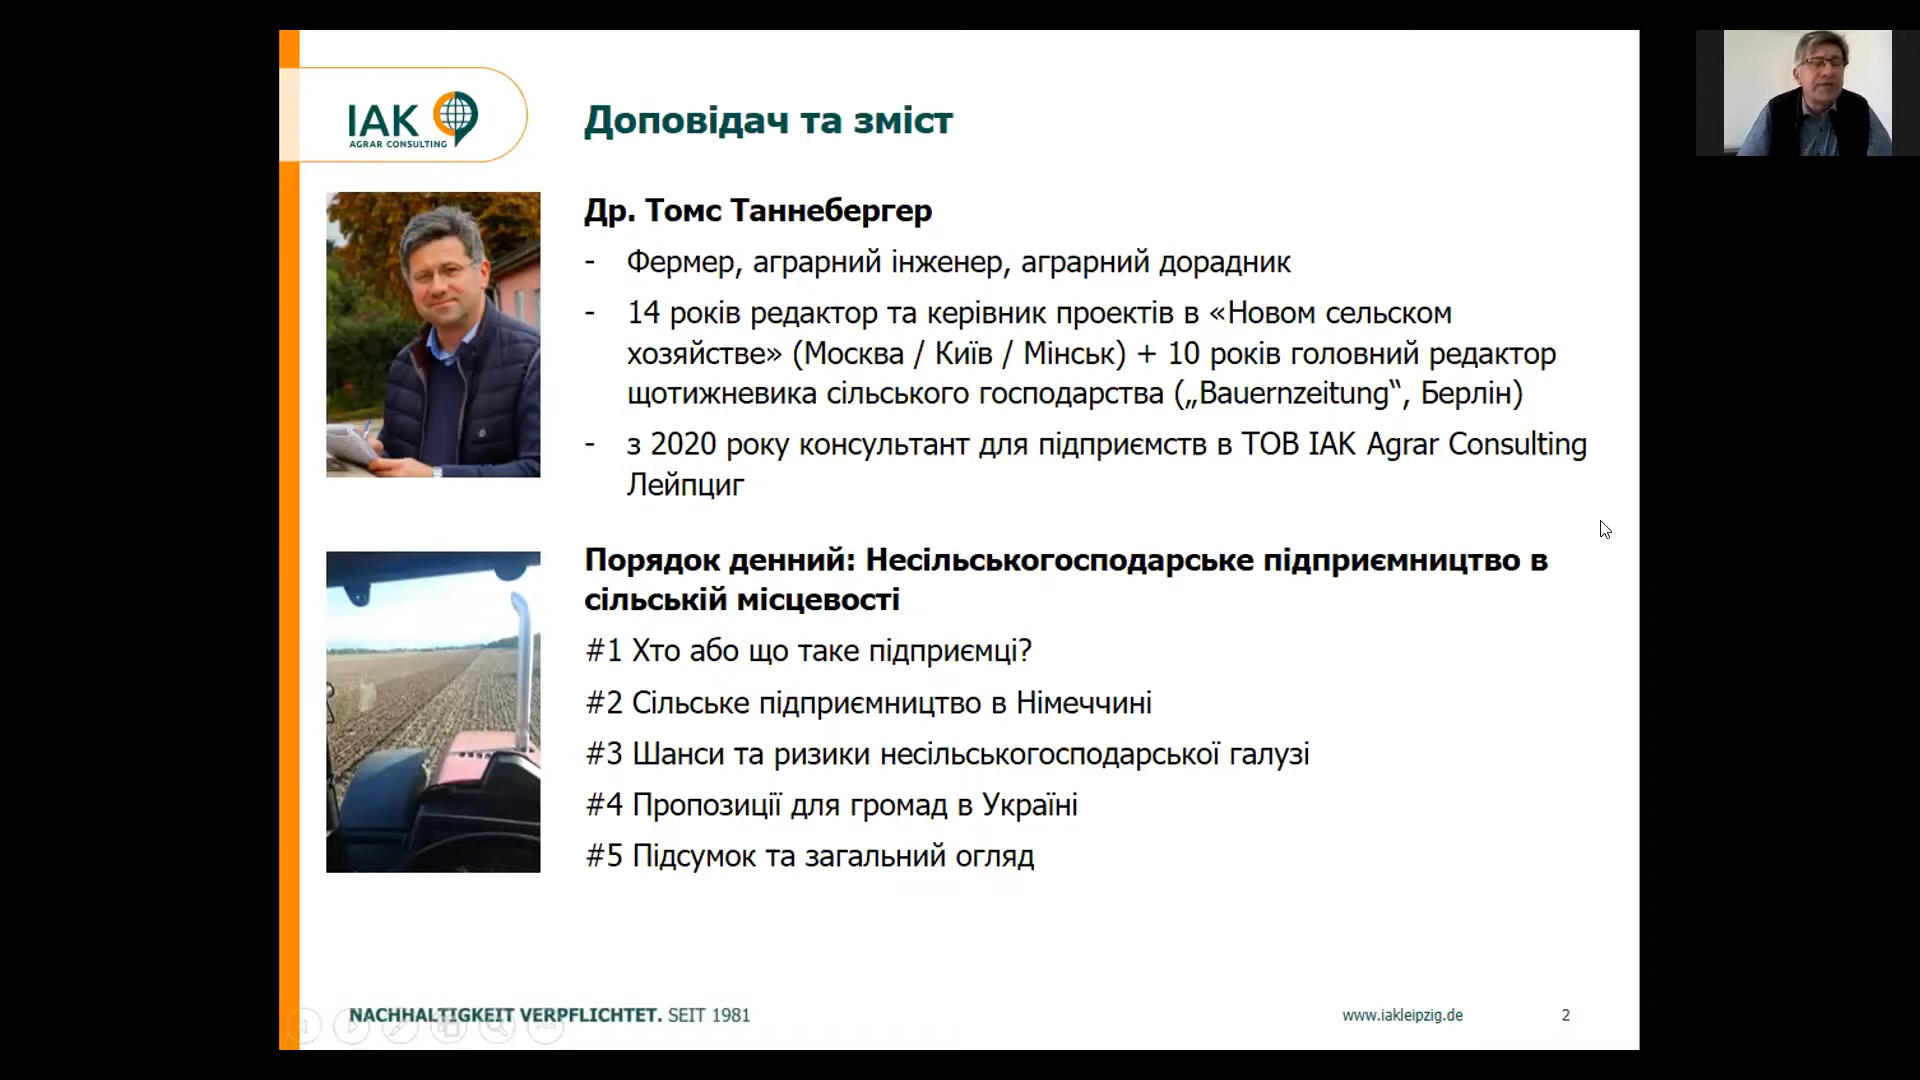 IAK
AGRAR CONSULTING
Доповідач та зміст
Др. Томс Таннебергер
- Фермер, аграрний інженер, аграрний дорадник
- 14 років редактор та керівник проектів в «Новом сельском
хозяйстве» (Москва / Київ / Мінськ) + 10 років головний редактор
щотижневика сільського господарства („Bauernzeitung“, Берлін)
- з 2020 року консультант для підприємств в ТОВ IAK Agrar Consulting
Лейпциг
Порядок денний: Несільськогосподарське підприємництво в
сільській місцевості
#1 Хто або що таке підприємці?
#2 Сільське підприємництво в Німеччині
#3 Шанси та ризики несільськогосподарської галузі
#4 Пропозиції для громад в Україні
#5 Підсумок та загальний огляд
NACHHALTIGKEIT VERPFLICHTET. SEIT 1981
www.iakleipzig.de
2